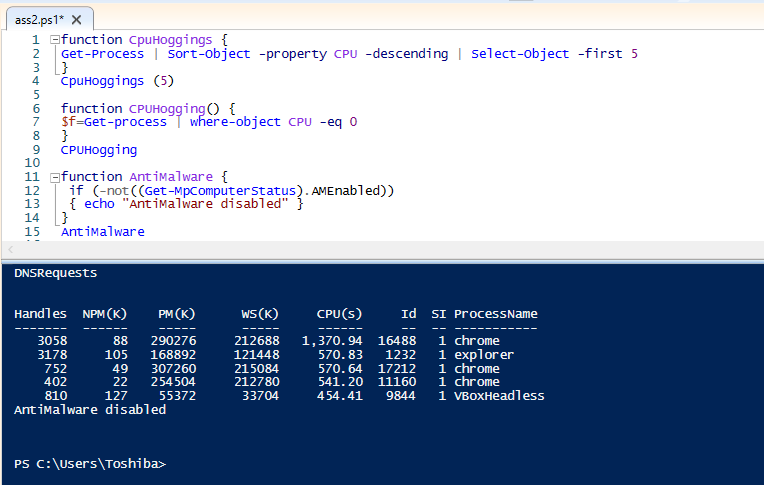 ass2.ps1* ✕
1 function CpuHoggings {
2 Get-Process | Sort-Object -property CPU -descending | Select-Object -first 5
3 }
4 CpuHoggings (5)
5
6 function CPUHogging() {
7 $f=Get-process | where-object CPU -eq 0
8 }
9 CPUHogging
10
11 function AntiMalware {
12 if (-not((Get-MpComputerStatus).AMEnabled))
13 { echo "AntiMalware disabled" }
14 }
15 AntiMalware
DNSRequests
Handles NPM(K) PM(K) WS(K) CPU(s) Id SI ProcessName
------- ------ ----- ----- ------ -- -- -----------
3058 88 290276 212688 1,370.94 16488 1 chrome
3178 105 168892 121448 570.83 1232 1 explorer
752 49 307260 215084 570.64 17212 1 chrome
402 22 254504 212780 541.20 11160 1 chrome
810 127 55372 33704 454.41 9844 1 VBoxHeadless
AntiMalware disabled
PS C:\Users\Toshiba>